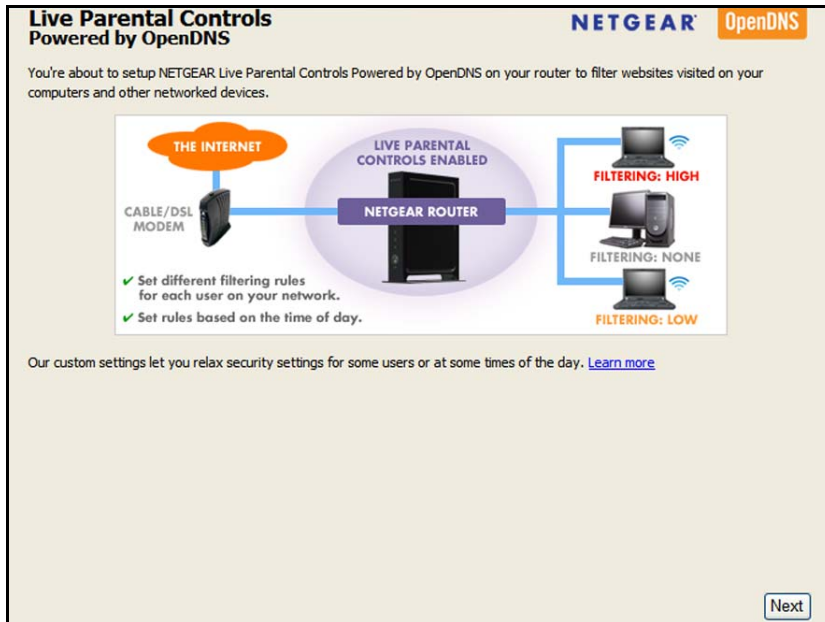 Live Parental Controls
Powered by OpenDNS
NETGEAR
OpenDNS
You're about to setup NETGEAR Live Parental Controls Powered by OpenDNS on your router to filter websites visited on your
computers and other networked devices.
THE INTERNET
LIVE PARENTAL
CONTROLS ENABLED
CABLE/DSL
MODEM
NETGEAR ROUTER
FILTERING: HIGH
FILTERING: NONE
FILTERING: LOW
✔ Set different filtering rules
for each user on your network.
✔ Set rules based on the time of day.
Our custom settings let you relax security settings for some users or at some times of the day. Learn more
Next